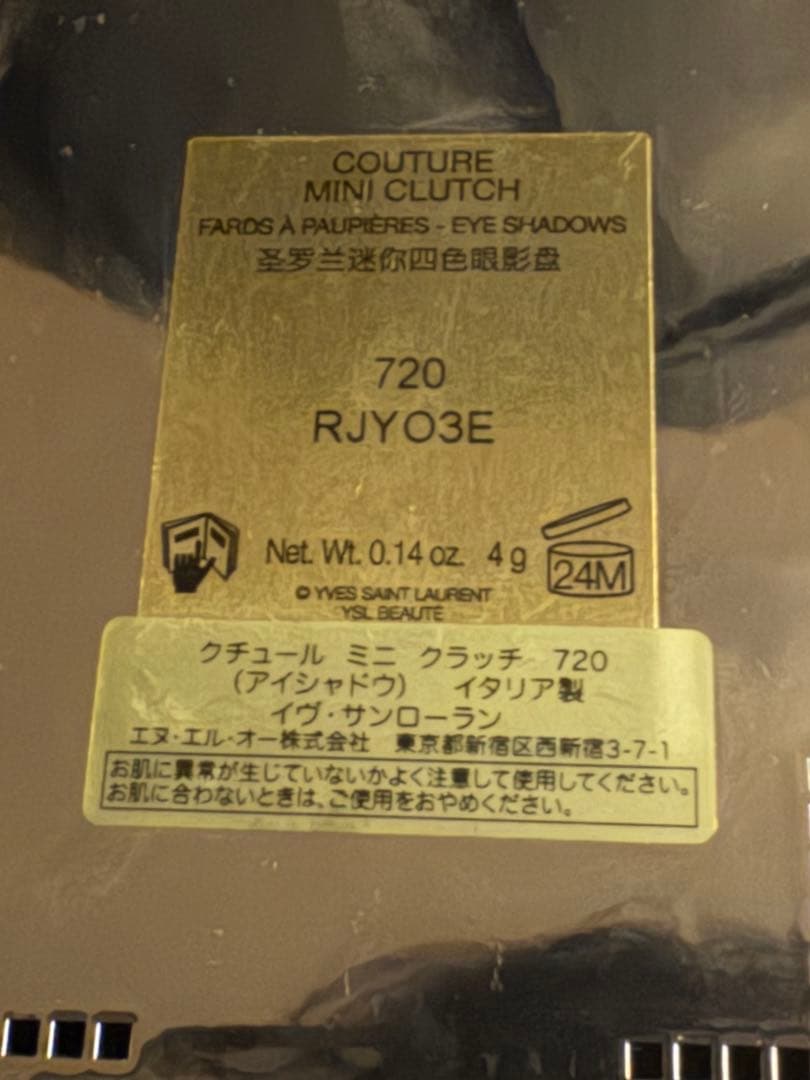 COUTURE
MINI CLUTCH
FARDS À PAUPIÈRES - EYE SHADOWS
圣罗兰迷你四色眼影盘
720
RJYO3E
Net. Wt. 0.14 oz. 4 g
24M
© YVES SAINT LAURENT
YSL BEAUTÉ
クチュール ミニ クラッチ 720
(アイシャドウ) イタリア製
イヴ・サンローラン
エヌ・エル・オー株式会社 東京都新宿区西新宿3-7-1
お肌に異常が生じていないかよく注意して使用してください。
お肌に合わないときは、ご使用をおやめください。